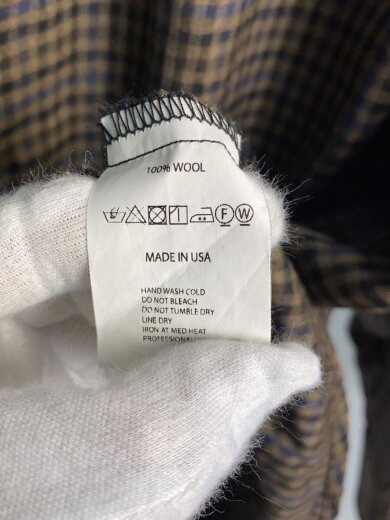 100% WOOL
F W
MADE IN USA
HAND WASH COLD
DO NOT BLEACH
DO NOT TUMBLE DRY
LINE DRY
IRON AT MED HEAT
PROFESSIONAL